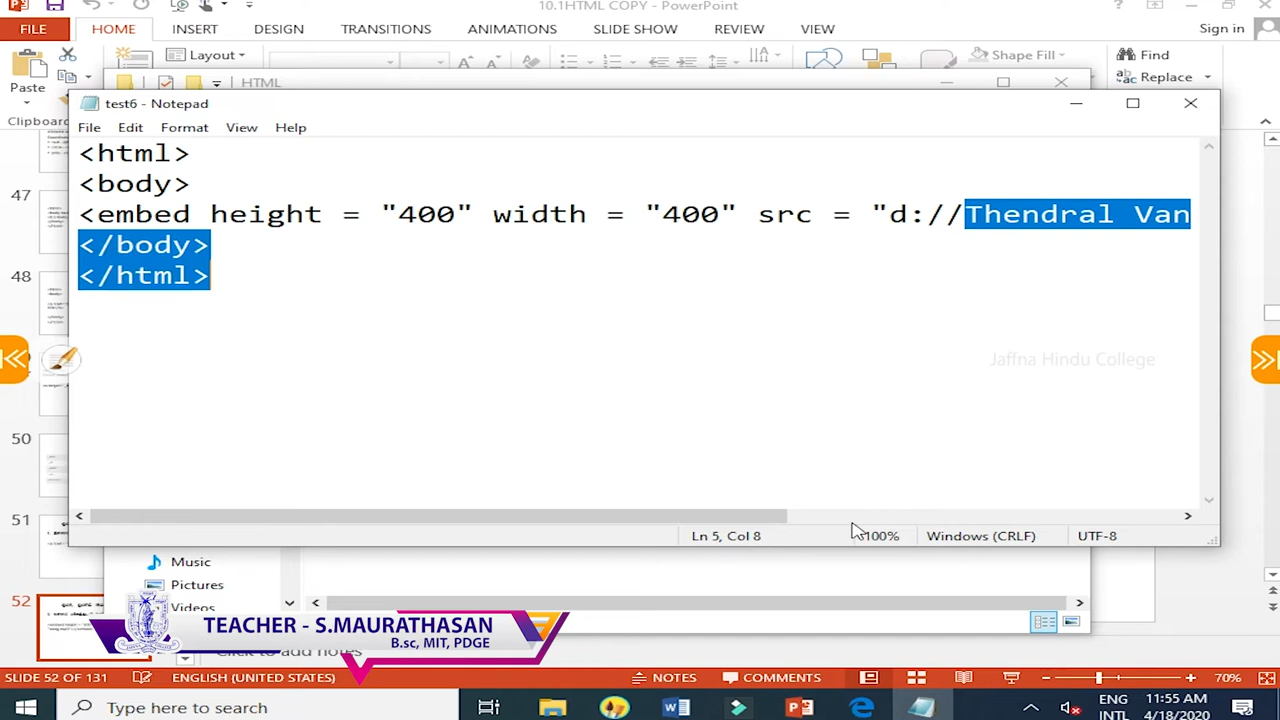 10.1HTML COPY - PowerPoint
FILE HOME INSERT DESIGN TRANSITIONS ANIMATIONS SLIDE SHOW REVIEW VIEW Sign in
Paste
Layout
Shape Fill
Find
Replace
Clipboard
HTML
test6 - Notepad
File Edit Format View Help
<html>
<body>
<embed height = "400" width = "400" src = "d://Thendral Van
</body>
</html>
47
48
50
51
52
Jaffna Hindu College
Ln 5, Col 8 100% Windows (CRLF) UTF-8
Music
Pictures
Videos
TEACHER - S.MAURATHASAN
B.sc, MIT, PDGE
Click to add notes
SLIDE 52 OF 131 ENGLISH (UNITED STATES) NOTES COMMENTS 70%
Type here to search
ENG
INTL
11:55 AM
4/18/2020